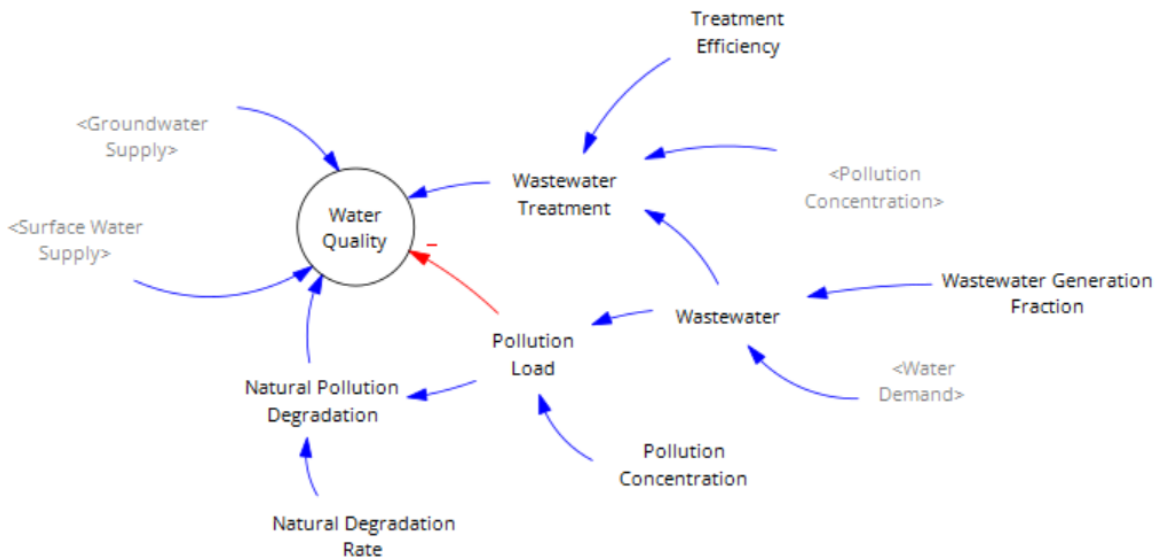 Treatment
Efficiency
<Groundwater
Supply>
<Pollution
Concentration>
Wastewater
Treatment
Water
Quality
<Surface Water
Supply>
–
Wastewater Generation
Fraction
Wastewater
Pollution
Load
<Water
Demand>
Natural Pollution
Degradation
Pollution
Concentration
Natural Degradation
Rate